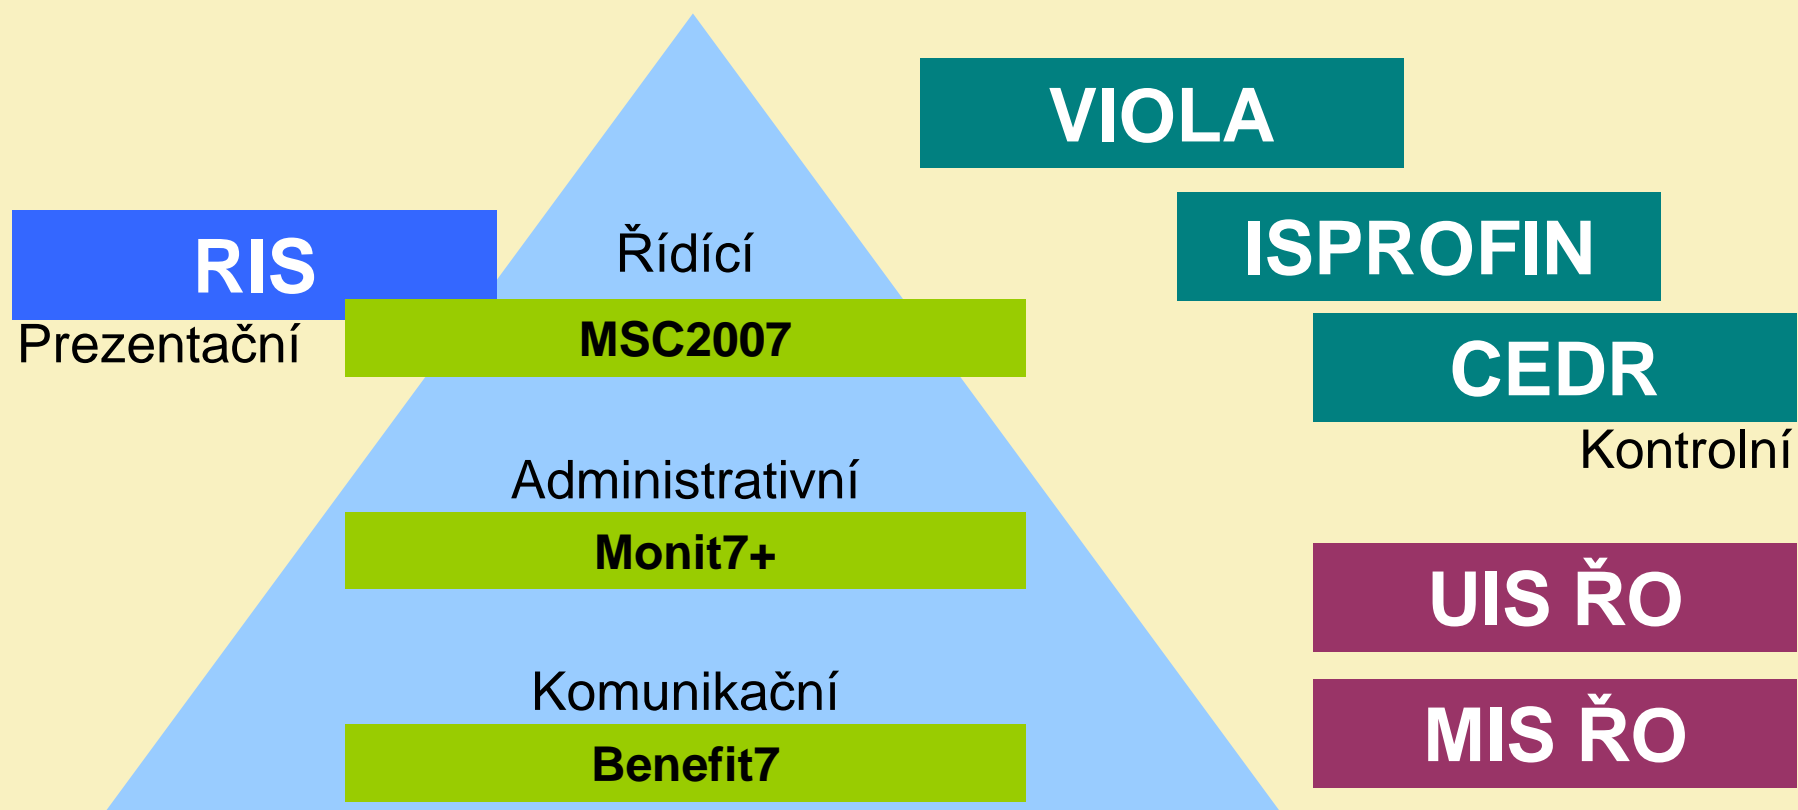 VIOLA
RIS
Řídící
ISPROFIN
Prezentační
MSC2007
CEDR
Kontrolní
Administrativní
Monit7+
UIS ŘO
Komunikační
MIS ŘO
Benefit7